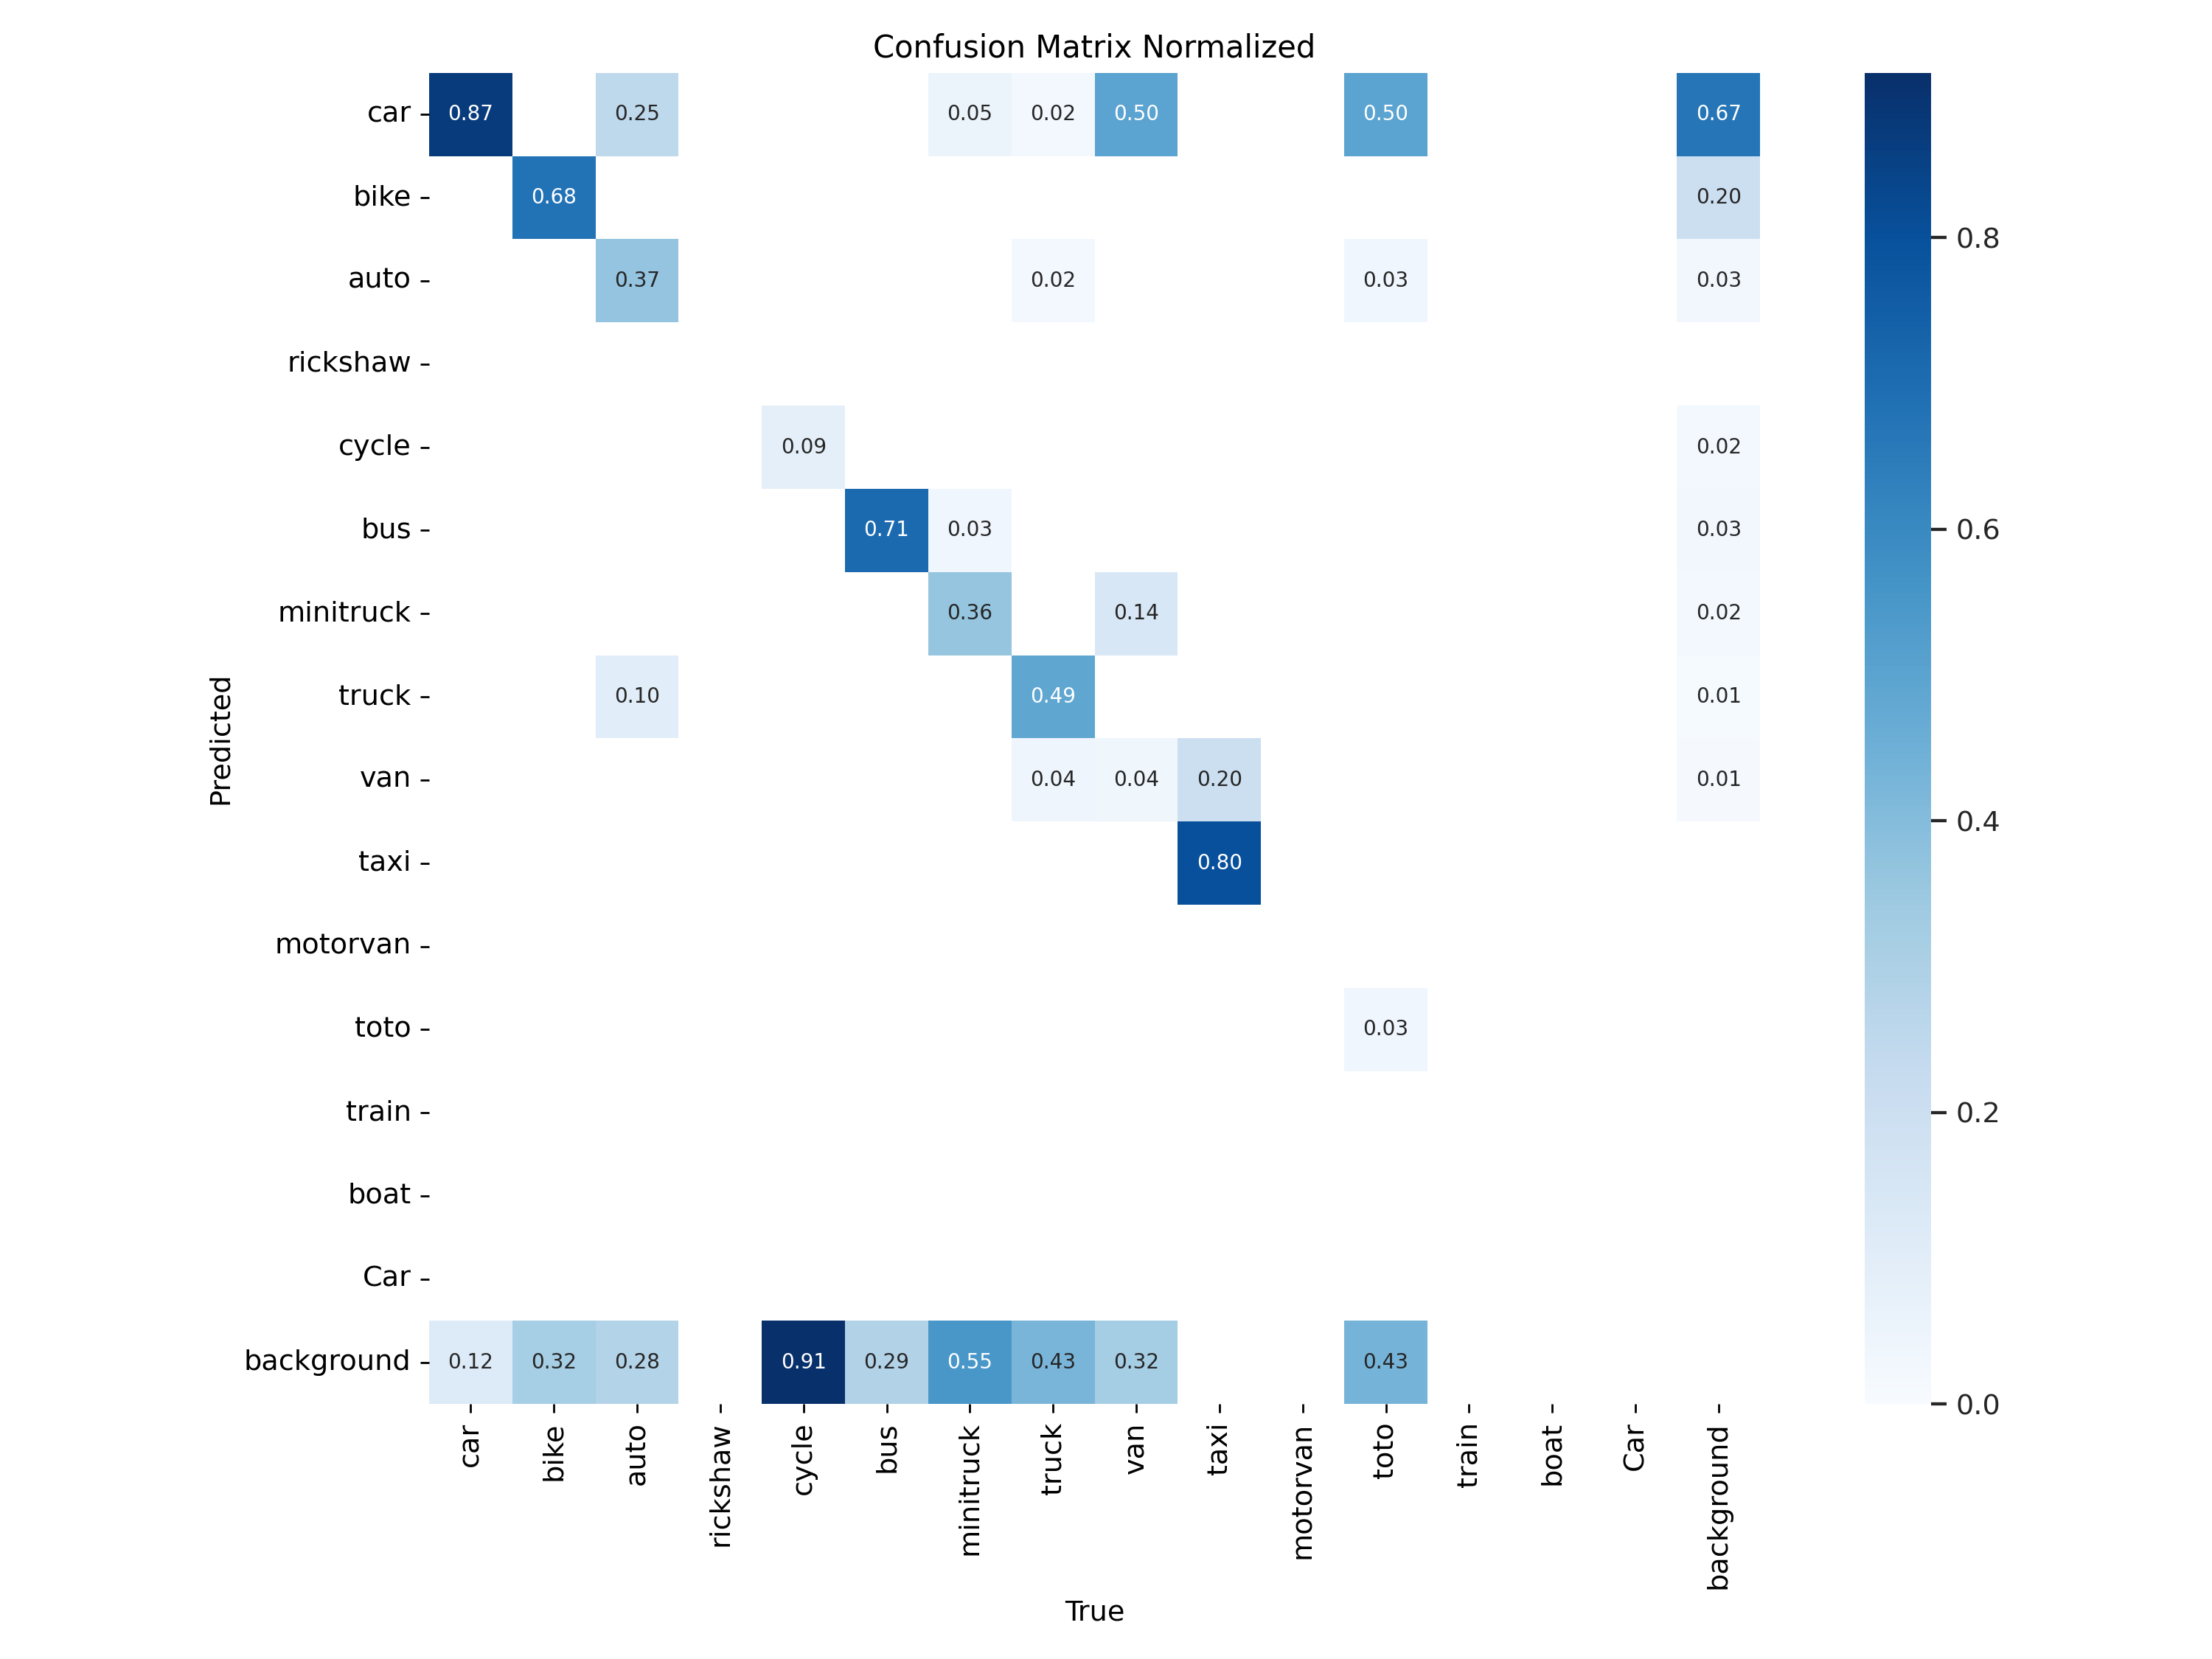 Confusion Matrix Normalized
car 0.87 0.25 0.05 0.02 0.50 0.50 0.67
bike 0.68 0.20
0.8
auto 0.37 0.02 0.03 0.03
rickshaw
cycle 0.09 0.02
bus 0.71 0.03 0.03
0.6
minitruck 0.36 0.14 0.02
truck 0.10 0.49 0.01
Predicted
van 0.04 0.04 0.20 0.01
0.4
taxi 0.80
motorvan
toto 0.03
train
0.2
boat
Car
background 0.12 0.32 0.28 0.91 0.29 0.55 0.43 0.32 0.43
0.0
car bike auto rickshaw cycle bus minitruck truck van taxi motorvan toto train boat Car background
True